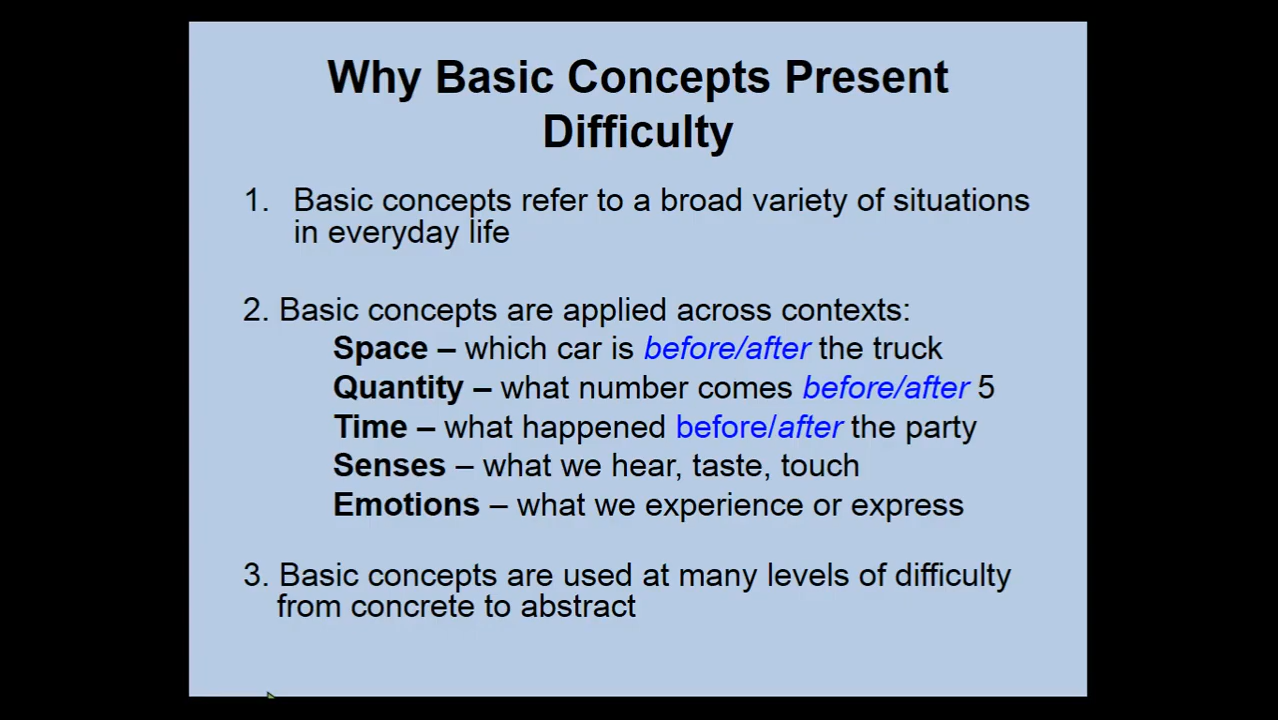 Why Basic Concepts Present
Difficulty
1. Basic concepts refer to a broad variety of situations
in everyday life
2. Basic concepts are applied across contexts:
Space – which car is before/after the truck
Quantity – what number comes before/after 5
Time – what happened before/after the party
Senses – what we hear, taste, touch
Emotions – what we experience or express
3. Basic concepts are used at many levels of difficulty
from concrete to abstract